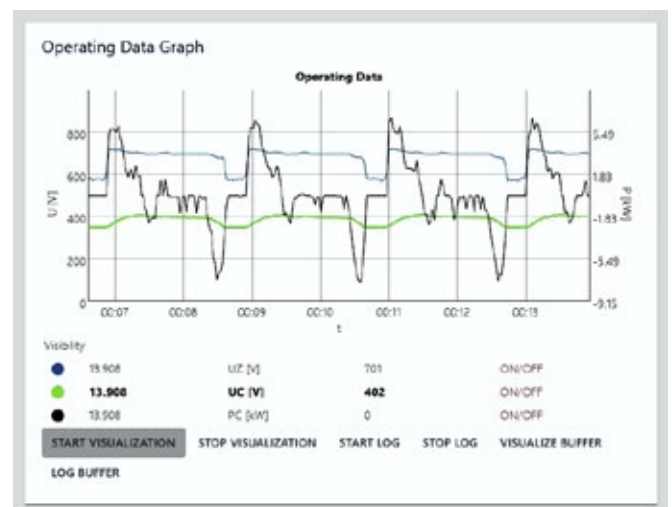 Operating Data Graph
Operating Data
800
600
400
200
0
U [V]
5.49
1.83
-1.83
-5.49
-9.15
P [kW]
00:07 00:08 00:09 00:10 00:11 00:12 00:13
t
Visibility
13.908 UZ [V] 701 ON/OFF
13.908 UC [V] 402 ON/OFF
13.908 PC [kW] 0 ON/OFF
START VISUALIZATION STOP VISUALIZATION START LOG STOP LOG VISUALIZE BUFFER
LOG BUFFER